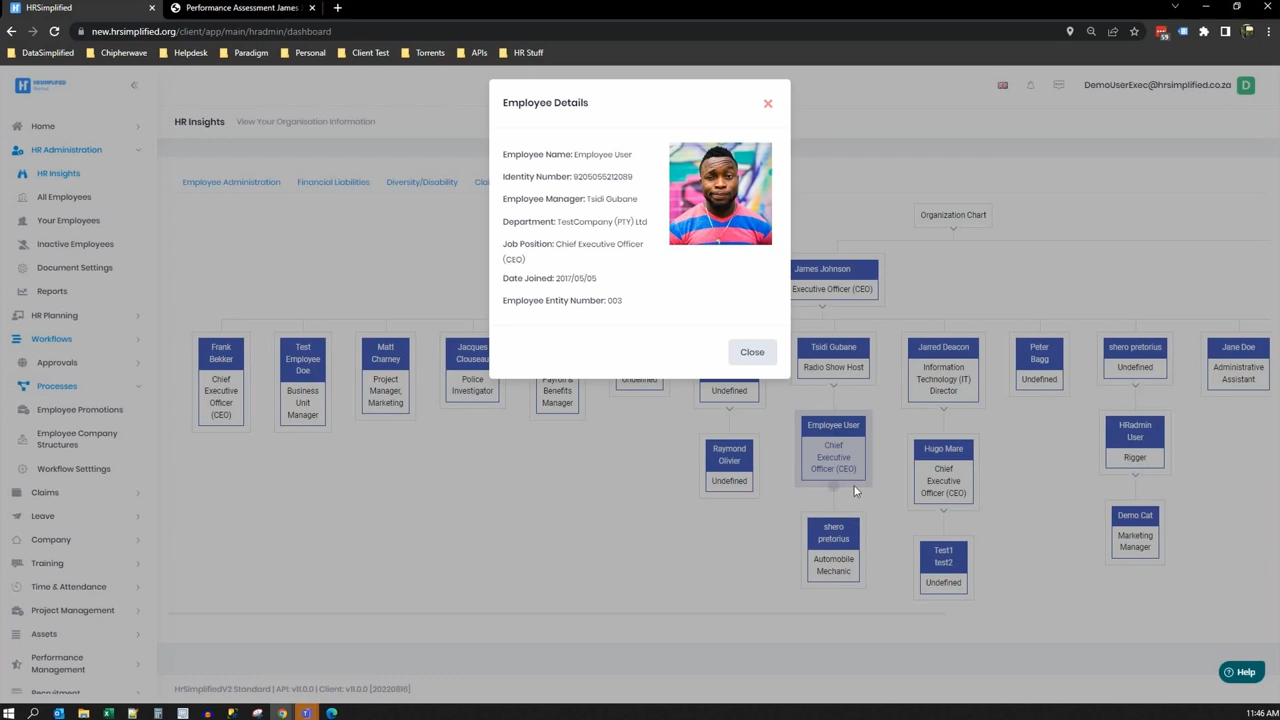 HRSimplified
Performance Assessment James
new.hrsimplified.org/client/app/main/hradmin/dashboard
59
DataSimplified
Chipherwave
Helpdesk
Paradigm
Personal
Client Test
Torrents
APIs
HR Stuff
HRSIMPLIFIED
DemoUserExec@hrsimplified.co.za
D
Home
HR Administration
HR Insights
All Employees
Your Employees
Inactive Employees
Document Settings
Reports
HR Planning
Workflows
Approvals
Processes
Employee Promotions
Employee Company
Structures
Workflow Setttings
Claims
Leave
Company
Training
Time & Attendance
Project Management
Assets
Performance
Management
Recruitment
HR Insights
View Your Organisation Information
Employee Administration
Financial Liabilities
Diversity/Disability
Employee Details
Employee Name: Employee User
Identity Number: 9205055212089
Employee Manager: Tsidi Gubane
Department: TestCompany (PTY) Ltd
Job Position: Chief Executive Officer
(CEO)
Date Joined: 2017/05/05
Employee Entity Number: 003
Close
Organization Chart
James Johnson
Executive Officer (CEO)
Frank
Bekker
Chief
Executive
Officer
(CEO)
Test
Employee
Doe
Business
Unit
Manager
Matt
Charney
Project
Manager,
Marketing
Jacques
Clouseau
Police
Investigator
Payroll &
Benefits
Manager
Undefined
Undefined
Raymond
Olivier
Undefined
Tsidi Gubane
Radio Show Host
Employee User
Chief
Executive
Officer (CEO)
shero
pretorius
Automobile
Mechanic
Jarred Deacon
Information
Technology (IT)
Director
Hugo Mare
Chief
Executive
Officer (CEO)
Test1
test2
Undefined
Peter
Bagg
Undefined
shero pretorius
Undefined
HRadmin
User
Rigger
Demo Cat
Marketing
Manager
Jane Doe
Administrative
Assistant
HrSimplifiedV2 Standard | API: v11.0.0 | Client: v11.0.0 [20220816]
Help
11:46 AM